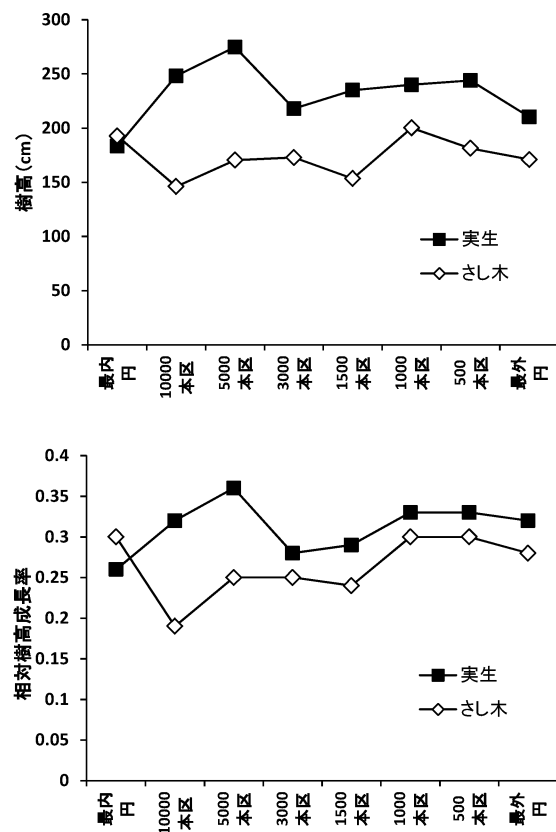 300
250
200
150
100
50
0
樹高(cm)
実生
さし木
最内円
10000本区
5000本区
3000本区
1500本区
1000本区
500本区
最外円
0.4
0.35
0.3
0.25
0.2
0.15
0.1
0.05
0
相対樹高成長率
実生
さし木
最内円
10000本区
5000本区
3000本区
1500本区
1000本区
500本区
最外円